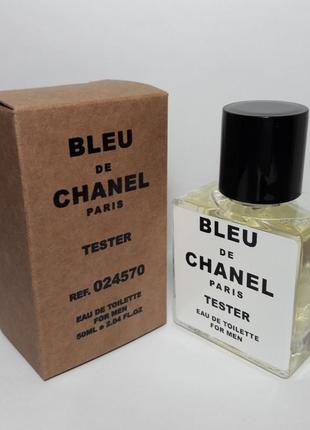 BLEU
DE
CHANEL
PARIS
TESTER
REF. 024570
EAU DE TOILETTE
FOR MEN
50ML e 2.04 FL.OZ
BLEU
DE
CHANEL
PARIS
TESTER
EAU DE TOILETTE
FOR MEN